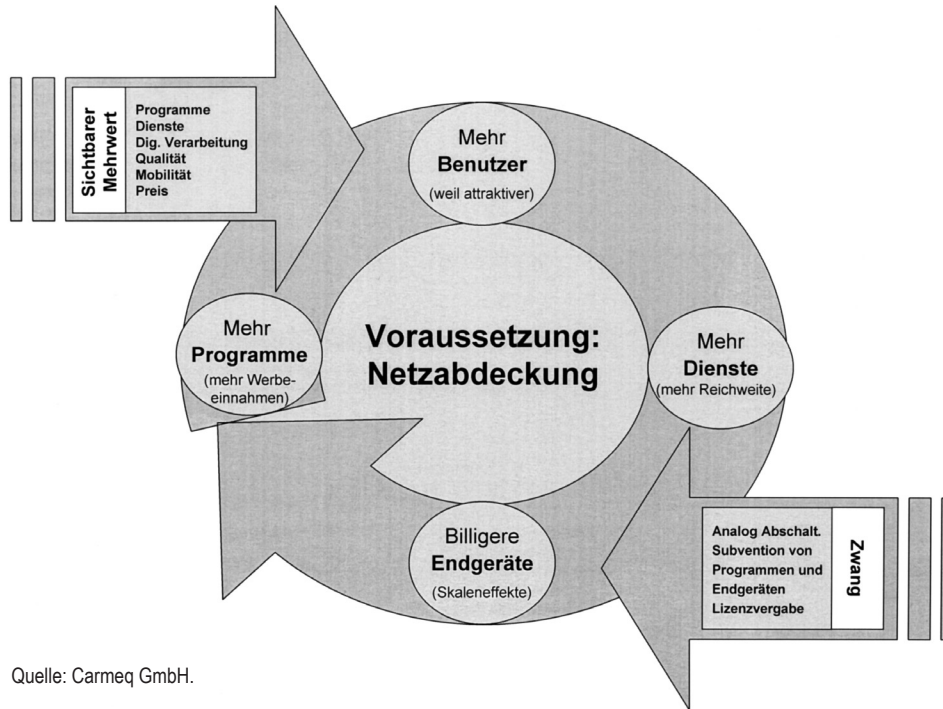 Sichtbarer
Mehrwert
Programme
Dienste
Dig. Verarbeitung
Qualität
Mobilität
Preis
Mehr
Benutzer
(weil attraktiver)
Mehr
Programme
(mehr Werbe-
einnahmen)
Voraussetzung:
Netzabdeckung
Mehr
Dienste
(mehr Reichweite)
Billigere
Endgeräte
(Skaleneffekte)
Analog Abschalt.
Subvention von
Programmen und
Endgeräten
Lizenzvergabe
Zwang
Quelle: Carmeq GmbH.